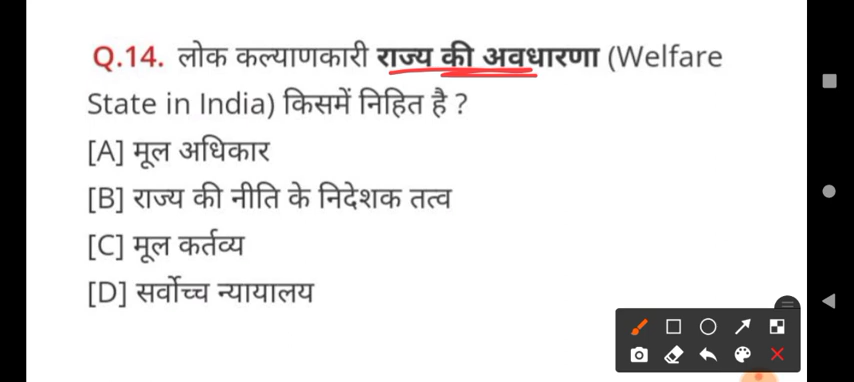 Q.14. लोक कल्याणकारी राज्य की अवधारणा (Welfare
State in India) किसमें निहित है ?
[A] मूल अधिकार
[B] राज्य की नीति के निदेशक तत्व
[C] मूल कर्तव्य
[D] सर्वोच्च न्यायालय